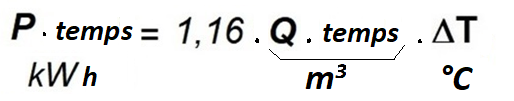 P . temps = 1,16 . Q . temps . ΔT
kWh m³ °C